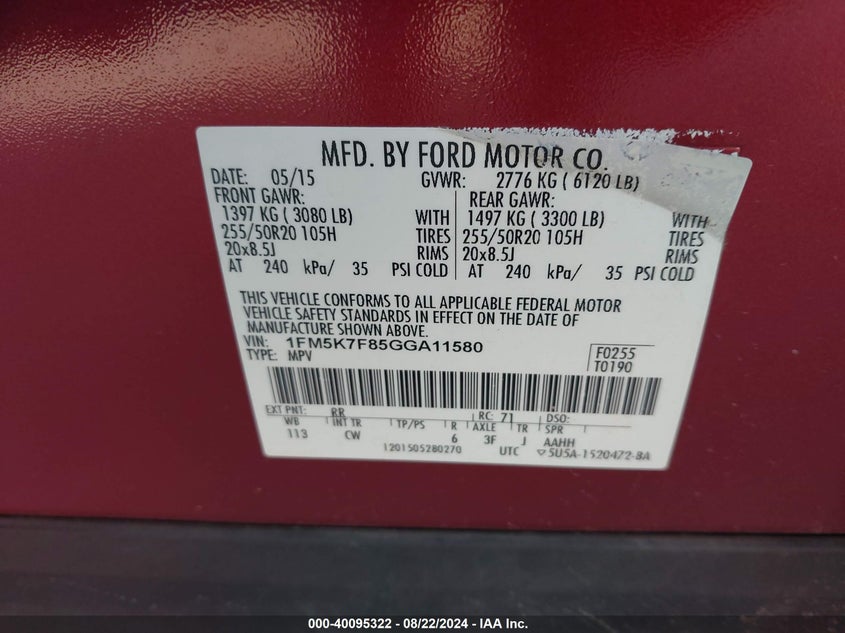 MFD. BY FORD MOTOR CO.
DATE: 05/15 GVWR: 2776 KG ( 6120 LB)
FRONT GAWR: REAR GAWR:
1397 KG ( 3080 LB) WITH 1497 KG ( 3300 LB) WITH
255/50R20 105H TIRES 255/50R20 105H TIRES
20x8.5J RIMS 20x8.5J RIMS
AT 240 kPa/ 35 PSI COLD AT 240 kPa/ 35 PSI COLD
THIS VEHICLE CONFORMS TO ALL APPLICABLE FEDERAL MOTOR
VEHICLE SAFETY STANDARDS IN EFFECT ON THE DATE OF
MANUFACTURE SHOWN ABOVE.
VIN: 1FM5K7F85GGA11580 F0255
TYPE: MPV T0190
EXT PNT: RR RC: 71 DSO:
WB INT TR TP/PS R AXLE TR SPR
113 CW 6 3F J AAHH
1201505280270 UTC ▽5U5A-1520472-BA
000-40095322 - 08/22/2024 - IAA Inc.